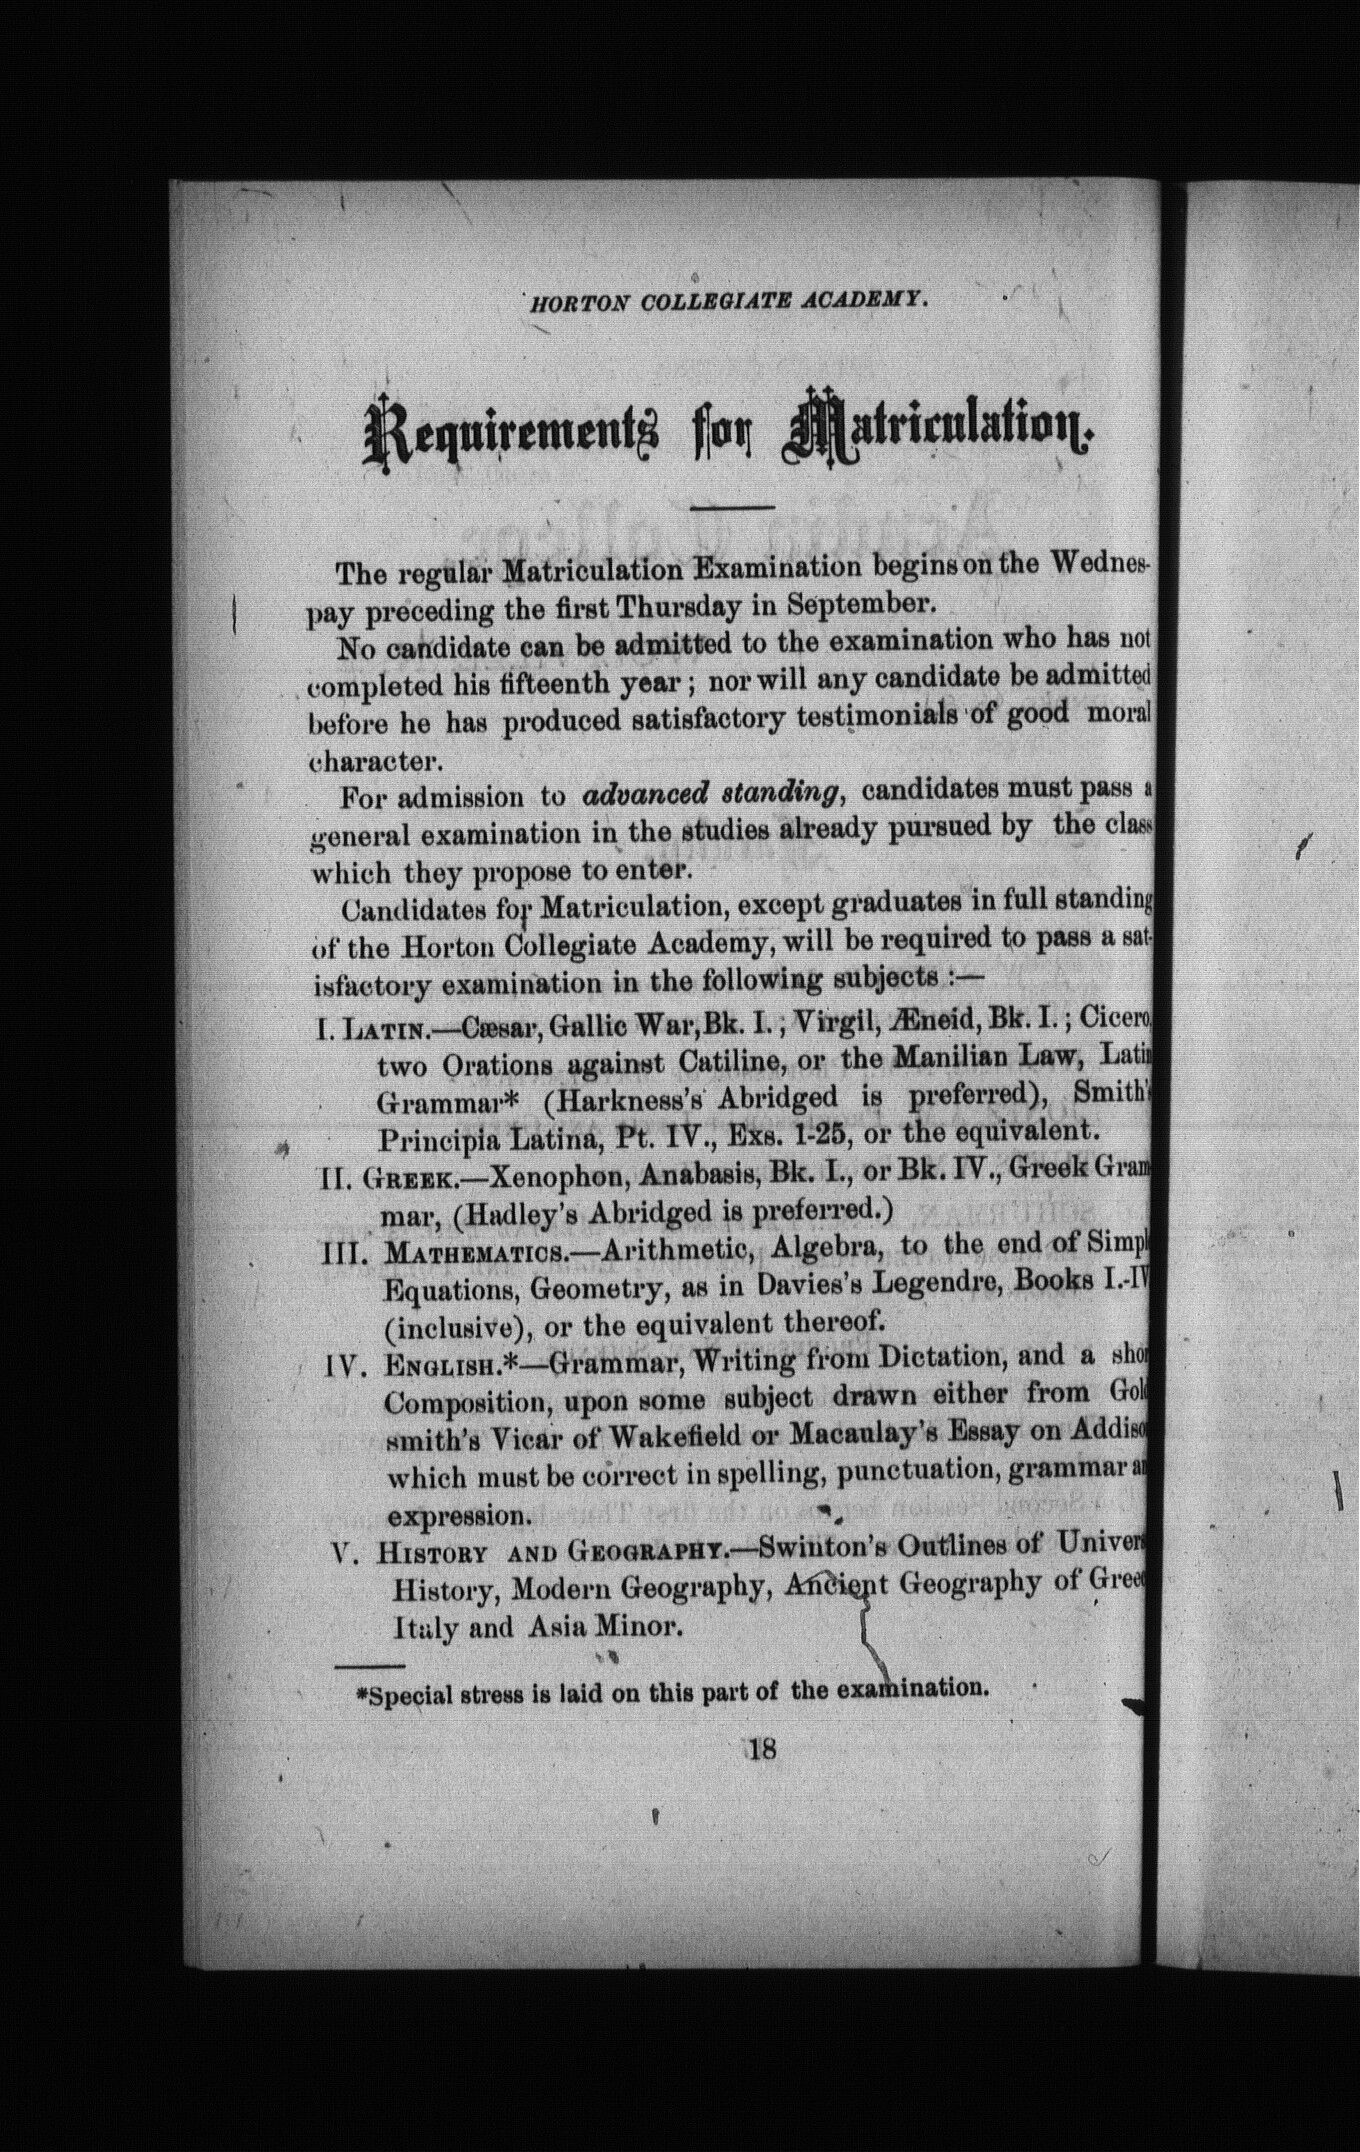 HORTON COLLEGIATE ACADEMY.
Requirements for Matriculation.
The regular Matriculation Examination begins on the Wednes-
pay preceding the first Thursday in September.
No candidate can be admitted to the examination who has not
completed his fifteenth year; nor will any candidate be admitted
before he has produced satisfactory testimonials of good moral
character.
For admission to advanced standing, candidates must pass a
general examination in the studies already pursued by the class
which they propose to enter.
Candidates for Matriculation, except graduates in full standing
of the Horton Collegiate Academy, will be required to pass a sat-
isfactory examination in the following subjects :—
I. LATIN.—Cæsar, Gallic War, Bk. I. ; Virgil, Æneid, Bk. I. ; Cicero,
two Orations against Catiline, or the Manilian Law, Latin
Grammar* (Harkness's Abridged is preferred), Smith's
Principia Latina, Pt. IV., Exs. 1-25, or the equivalent.
II. GREEK.—Xenophon, Anabasis, Bk. I., or Bk. IV., Greek Gram
mar, (Hadley's Abridged is preferred.)
III. MATHEMATICS.—Arithmetic, Algebra, to the end of Simpl
Equations, Geometry, as in Davies's Legendre, Books I.-IV
(inclusive), or the equivalent thereof.
IV. ENGLISH.*—Grammar, Writing from Dictation, and a shor
Composition, upon some subject drawn either from Gold
smith's Vicar of Wakefield or Macaulay's Essay on Addiso
which must be correct in spelling, punctuation, grammar an
expression.
V. HISTORY AND GEOGRAPHY.—Swinton's Outlines of Univers
History, Modern Geography, Ancient Geography of Greec
Italy and Asia Minor.
*Special stress is laid on this part of the examination.
18